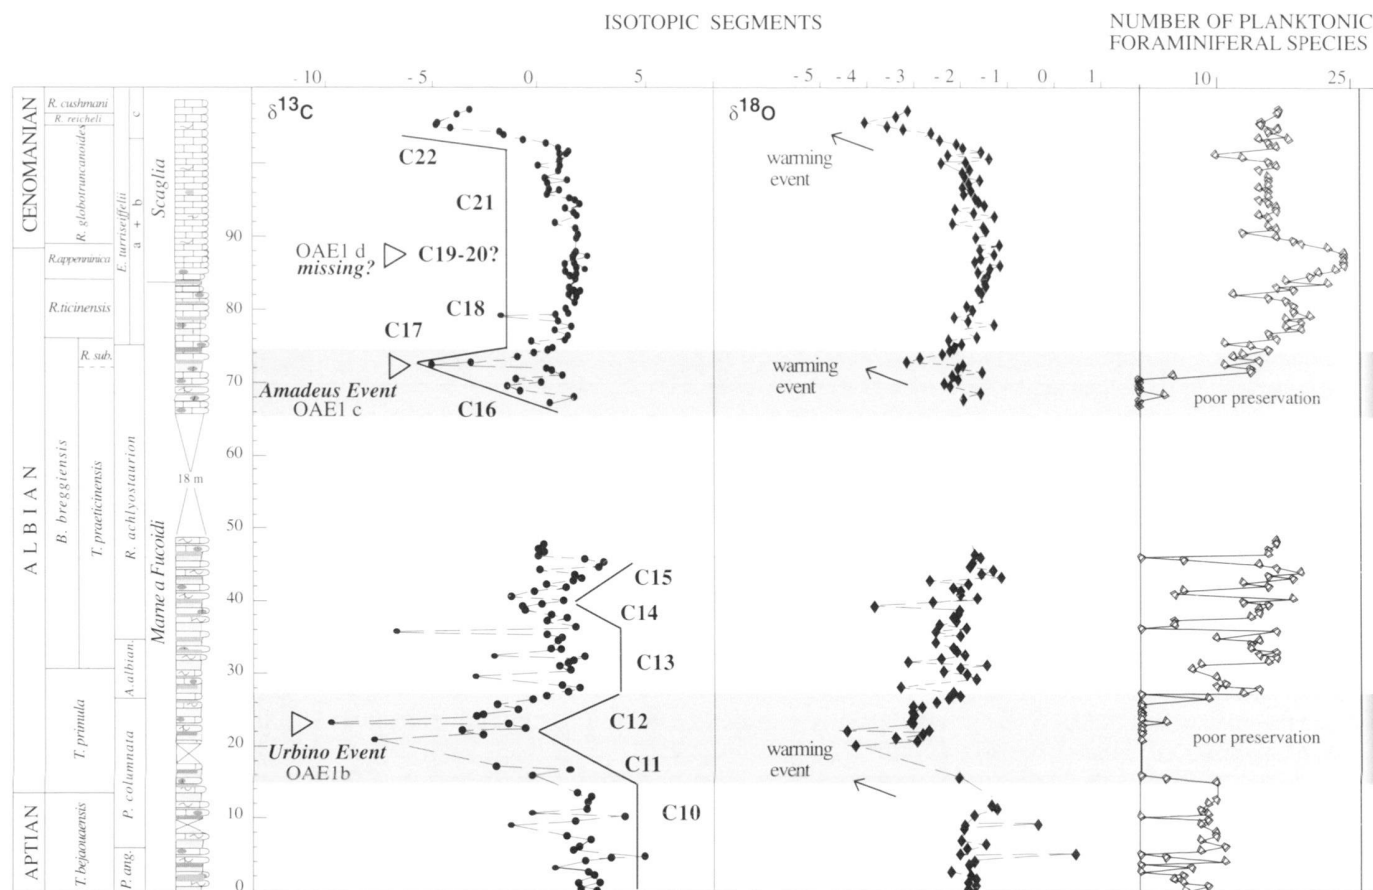 ISOTOPIC SEGMENTS
NUMBER OF PLANKTONIC
FORAMINIFERAL SPECIES
- 10
- 5
0
5
- 5
- 4
- 3
- 2
- 1
0
1
10
25
δ13C
δ18O
CENOMANIAN
ALBIAN
APTIAN
R. cushmani
R. reicheli
R. globotruncanoides
R.appenninica
R.ticinensis
R. sub.
B. breggiensis
T. praeticinensis
T. primula
T. bejaouaensis
c
a + b
E. turriseiffelii
R. achlyostaurion
A.albian.
P. columnata
P. ang.
Scaglia
Marne a Fucoidi
18 m
90
80
70
60
50
40
30
20
10
0
C22
C21
OAE1 d
missing?
C19-20?
C18
C17
Amadeus Event
OAE1 c
C16
C15
C14
C13
C12
Urbino Event
OAE1b
C11
C10
warming
event
warming
event
warming
event
poor preservation
poor preservation